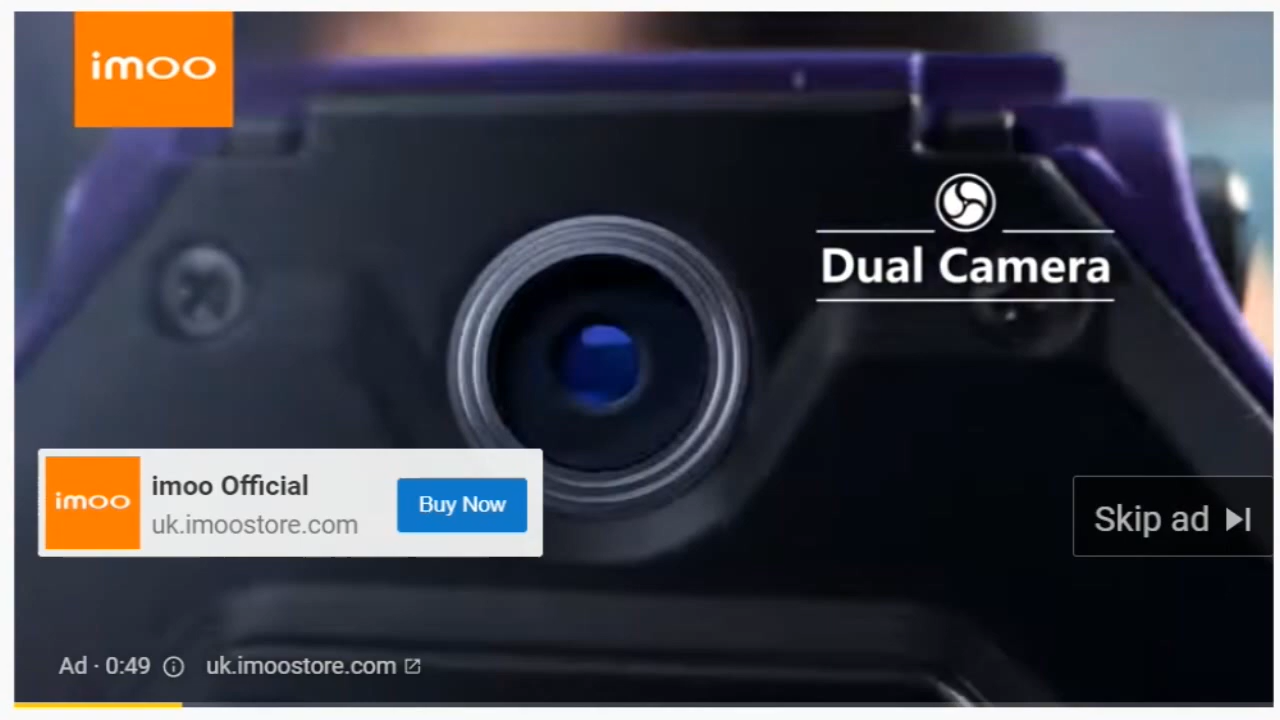 imoo
Dual Camera
imoo
imoo Official
uk.imoostore.com
Buy Now
Skip ad
Ad · 0:49
uk.imoostore.com